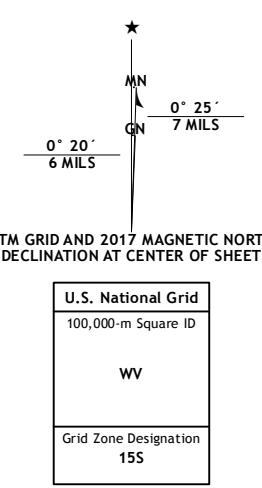 ★
MN
0° 25´
GN
7 MILS
0° 20´
6 MILS
TM GRID AND 2017 MAGNETIC NORT
DECLINATION AT CENTER OF SHEET
U.S. National Grid
100,000-m Square ID
WV
Grid Zone Designation
15S